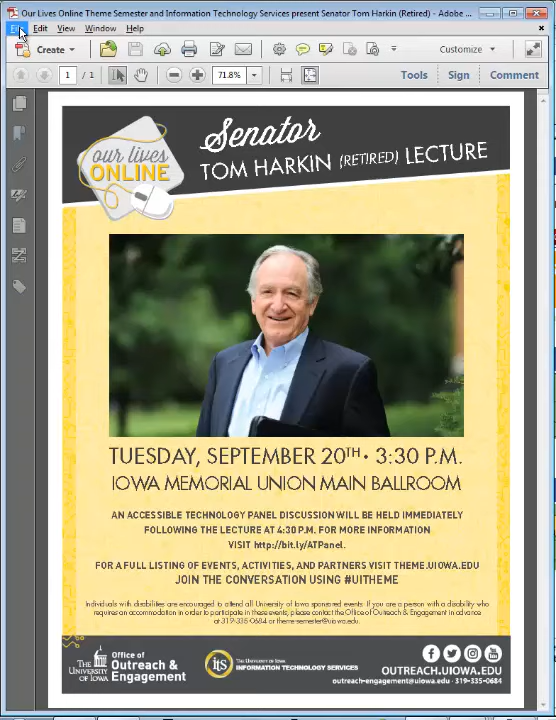 Our Lives Online Theme Semester and Information Technology Services present Senator Tom Harkin (Retired) - Adobe ...
Edit View Window Help
Create Customize
1 / 1 71.8% Tools Sign Comment
our lives
ONLINE
Senator
TOM HARKIN (RETIRED) LECTURE
TUESDAY, SEPTEMBER 20TH • 3:30 P.M.
IOWA MEMORIAL UNION MAIN BALLROOM
AN ACCESSIBLE TECHNOLOGY PANEL DISCUSSION WILL BE HELD IMMEDIATELY
FOLLOWING THE LECTURE AT 4:30 P.M. FOR MORE INFORMATION
VISIT http://bit.ly/ATPanel.
FOR A FULL LISTING OF EVENTS, ACTIVITIES, AND PARTNERS VISIT THEME.UIOWA.EDU
JOIN THE CONVERSATION USING #UITHEME
Individuals with disabilities are encouraged to attend all University of Iowa sponsored events. If you are a person with a disability who
requires an accommodation in order to participate in these events, please contact the Office of Outreach & Engagement in advance
at 319-335-0684 or theme-semester@uiowa.edu.
THE UNIVERSITY OF IOWA
Office of
Outreach &
Engagement
its
THE UNIVERSITY OF IOWA
INFORMATION TECHNOLOGY SERVICES
OUTREACH.UIOWA.EDU
outreach-engagement@uiowa.edu · 319-335-0684